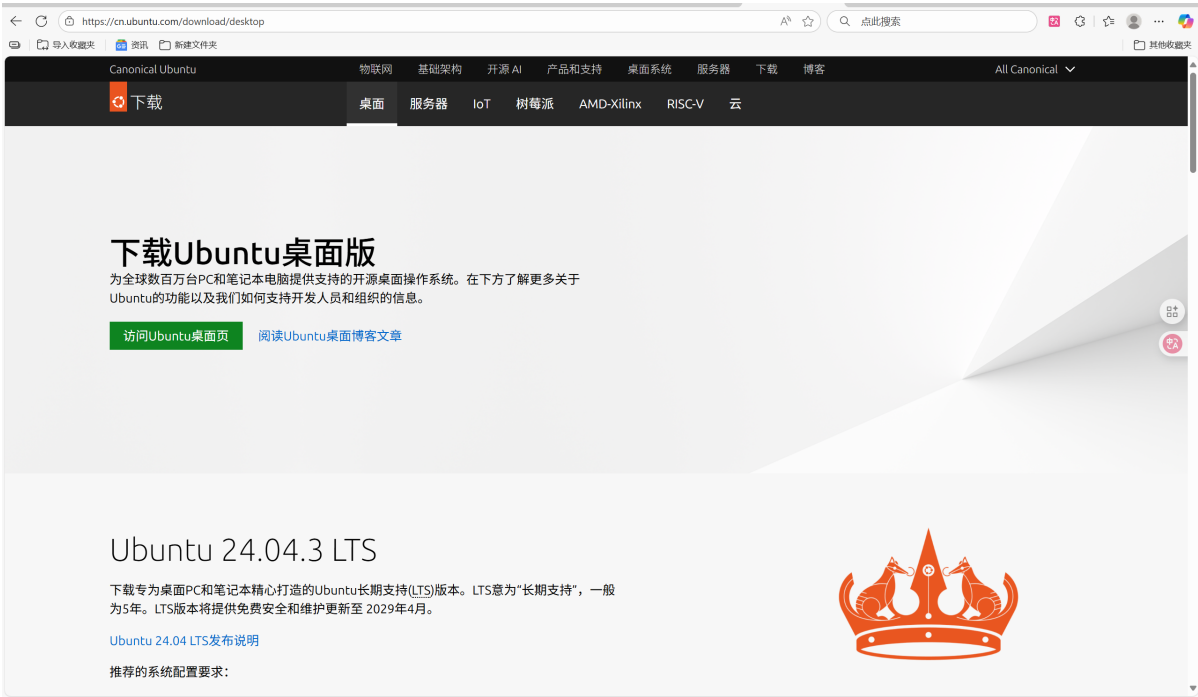 https://cn.ubuntu.com/download/desktop
点此搜索
导入收藏夹 资讯 新建文件夹 其他收藏夹
Canonical Ubuntu 物联网 基础架构 开源 AI 产品和支持 桌面系统 服务器 下载 博客 All Canonical
下载 桌面 服务器 IoT 树莓派 AMD-Xilinx RISC-V 云
下载Ubuntu桌面版
为全球数百万台PC和笔记本电脑提供支持的开源桌面操作系统。在下方了解更多关于
Ubuntu的功能以及我们如何支持开发人员和组织的信息。
访问Ubuntu桌面页 阅读Ubuntu桌面博客文章
Ubuntu 24.04.3 LTS
下载专为桌面PC和笔记本精心打造的Ubuntu长期支持(LTS)版本。LTS意为“长期支持”，一般
为5年。LTS版本将提供免费安全和维护更新至 2029年4月。
Ubuntu 24.04 LTS发布说明
推荐的系统配置要求：